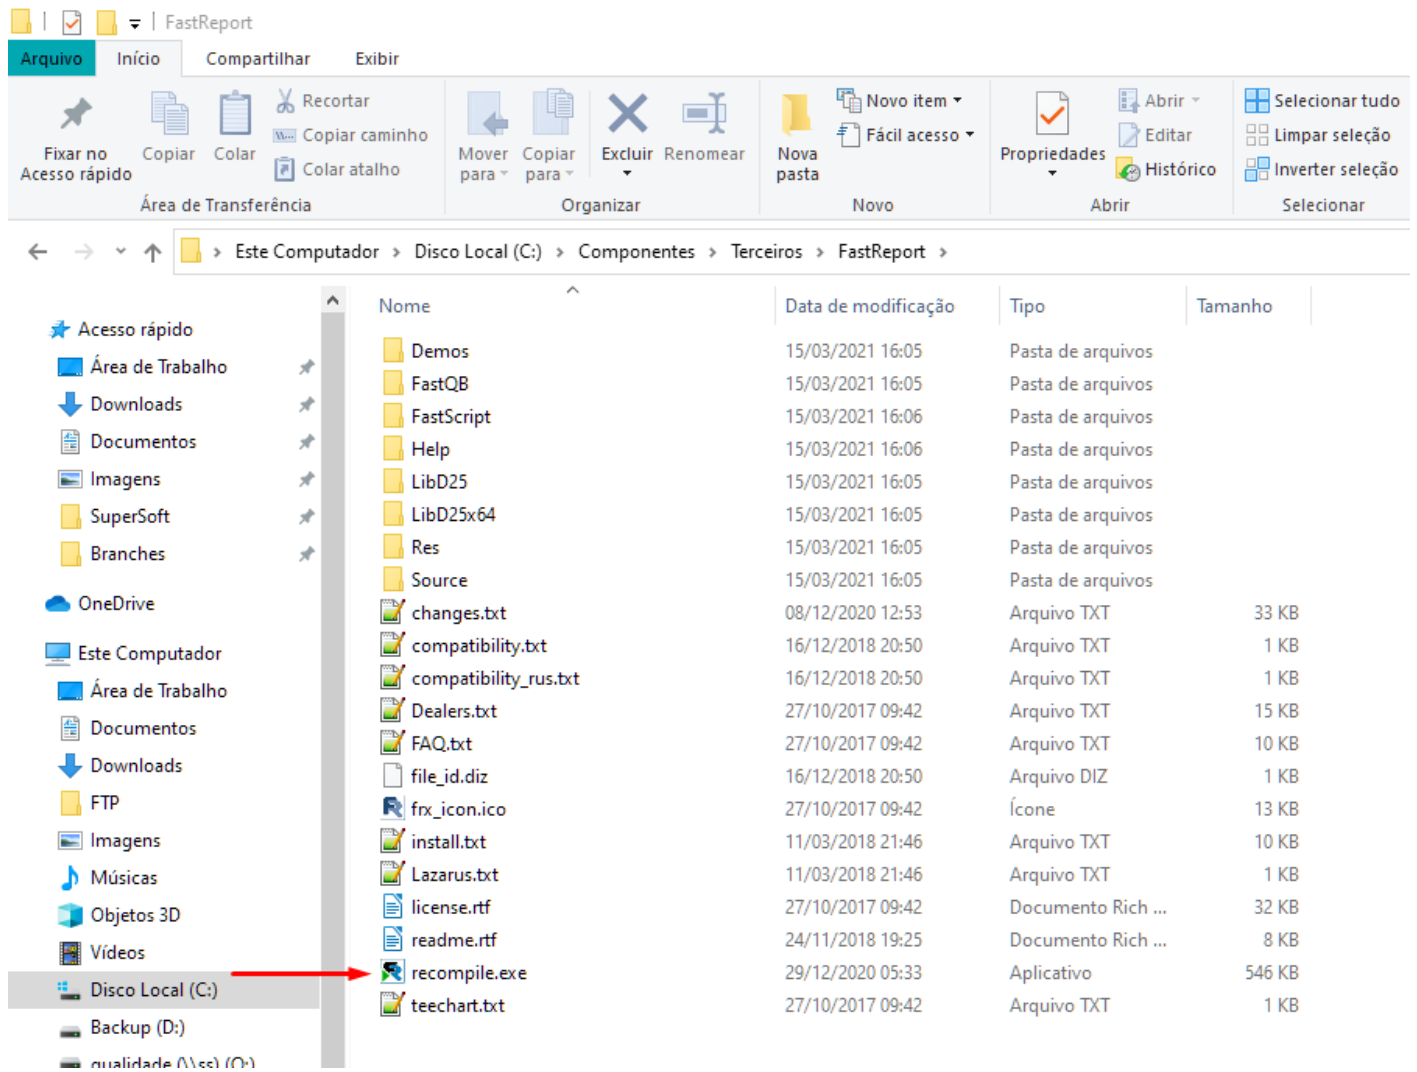 FastReport
Arquivo Início Compartilhar Exibir
Fixar no Acesso rápido
Copiar
Colar
Recortar
Copiar caminho
Colar atalho
Área de Transferência
Mover para
Copiar para
Excluir
Renomear
Organizar
Nova pasta
Novo item
Fácil acesso
Novo
Propriedades
Abrir
Editar
Histórico
Abrir
Selecionar tudo
Limpar seleção
Inverter seleção
Selecionar
Este Computador > Disco Local (C:) > Componentes > Terceiros > FastReport >
Acesso rápido
Área de Trabalho
Downloads
Documentos
Imagens
SuperSoft
Branches
OneDrive
Este Computador
Área de Trabalho
Documentos
Downloads
FTP
Imagens
Músicas
Objetos 3D
Vídeos
Disco Local (C:)
Backup (D:)
qualidade (\\ss) (Q:)
Nome Data de modificação Tipo Tamanho
Demos 15/03/2021 16:05 Pasta de arquivos
FastQB 15/03/2021 16:05 Pasta de arquivos
FastScript 15/03/2021 16:06 Pasta de arquivos
Help 15/03/2021 16:06 Pasta de arquivos
LibD25 15/03/2021 16:05 Pasta de arquivos
LibD25x64 15/03/2021 16:05 Pasta de arquivos
Res 15/03/2021 16:05 Pasta de arquivos
Source 15/03/2021 16:05 Pasta de arquivos
changes.txt 08/12/2020 12:53 Arquivo TXT 33 KB
compatibility.txt 16/12/2018 20:50 Arquivo TXT 1 KB
compatibility_rus.txt 16/12/2018 20:50 Arquivo TXT 1 KB
Dealers.txt 27/10/2017 09:42 Arquivo TXT 15 KB
FAQ.txt 27/10/2017 09:42 Arquivo TXT 10 KB
file_id.diz 16/12/2018 20:50 Arquivo DIZ 1 KB
frx_icon.ico 27/10/2017 09:42 Ícone 13 KB
install.txt 11/03/2018 21:46 Arquivo TXT 10 KB
Lazarus.txt 11/03/2018 21:46 Arquivo TXT 1 KB
license.rtf 27/10/2017 09:42 Documento Rich ... 32 KB
readme.rtf 24/11/2018 19:25 Documento Rich ... 8 KB
recompile.exe 29/12/2020 05:33 Aplicativo 546 KB
teechart.txt 27/10/2017 09:42 Arquivo TXT 1 KB